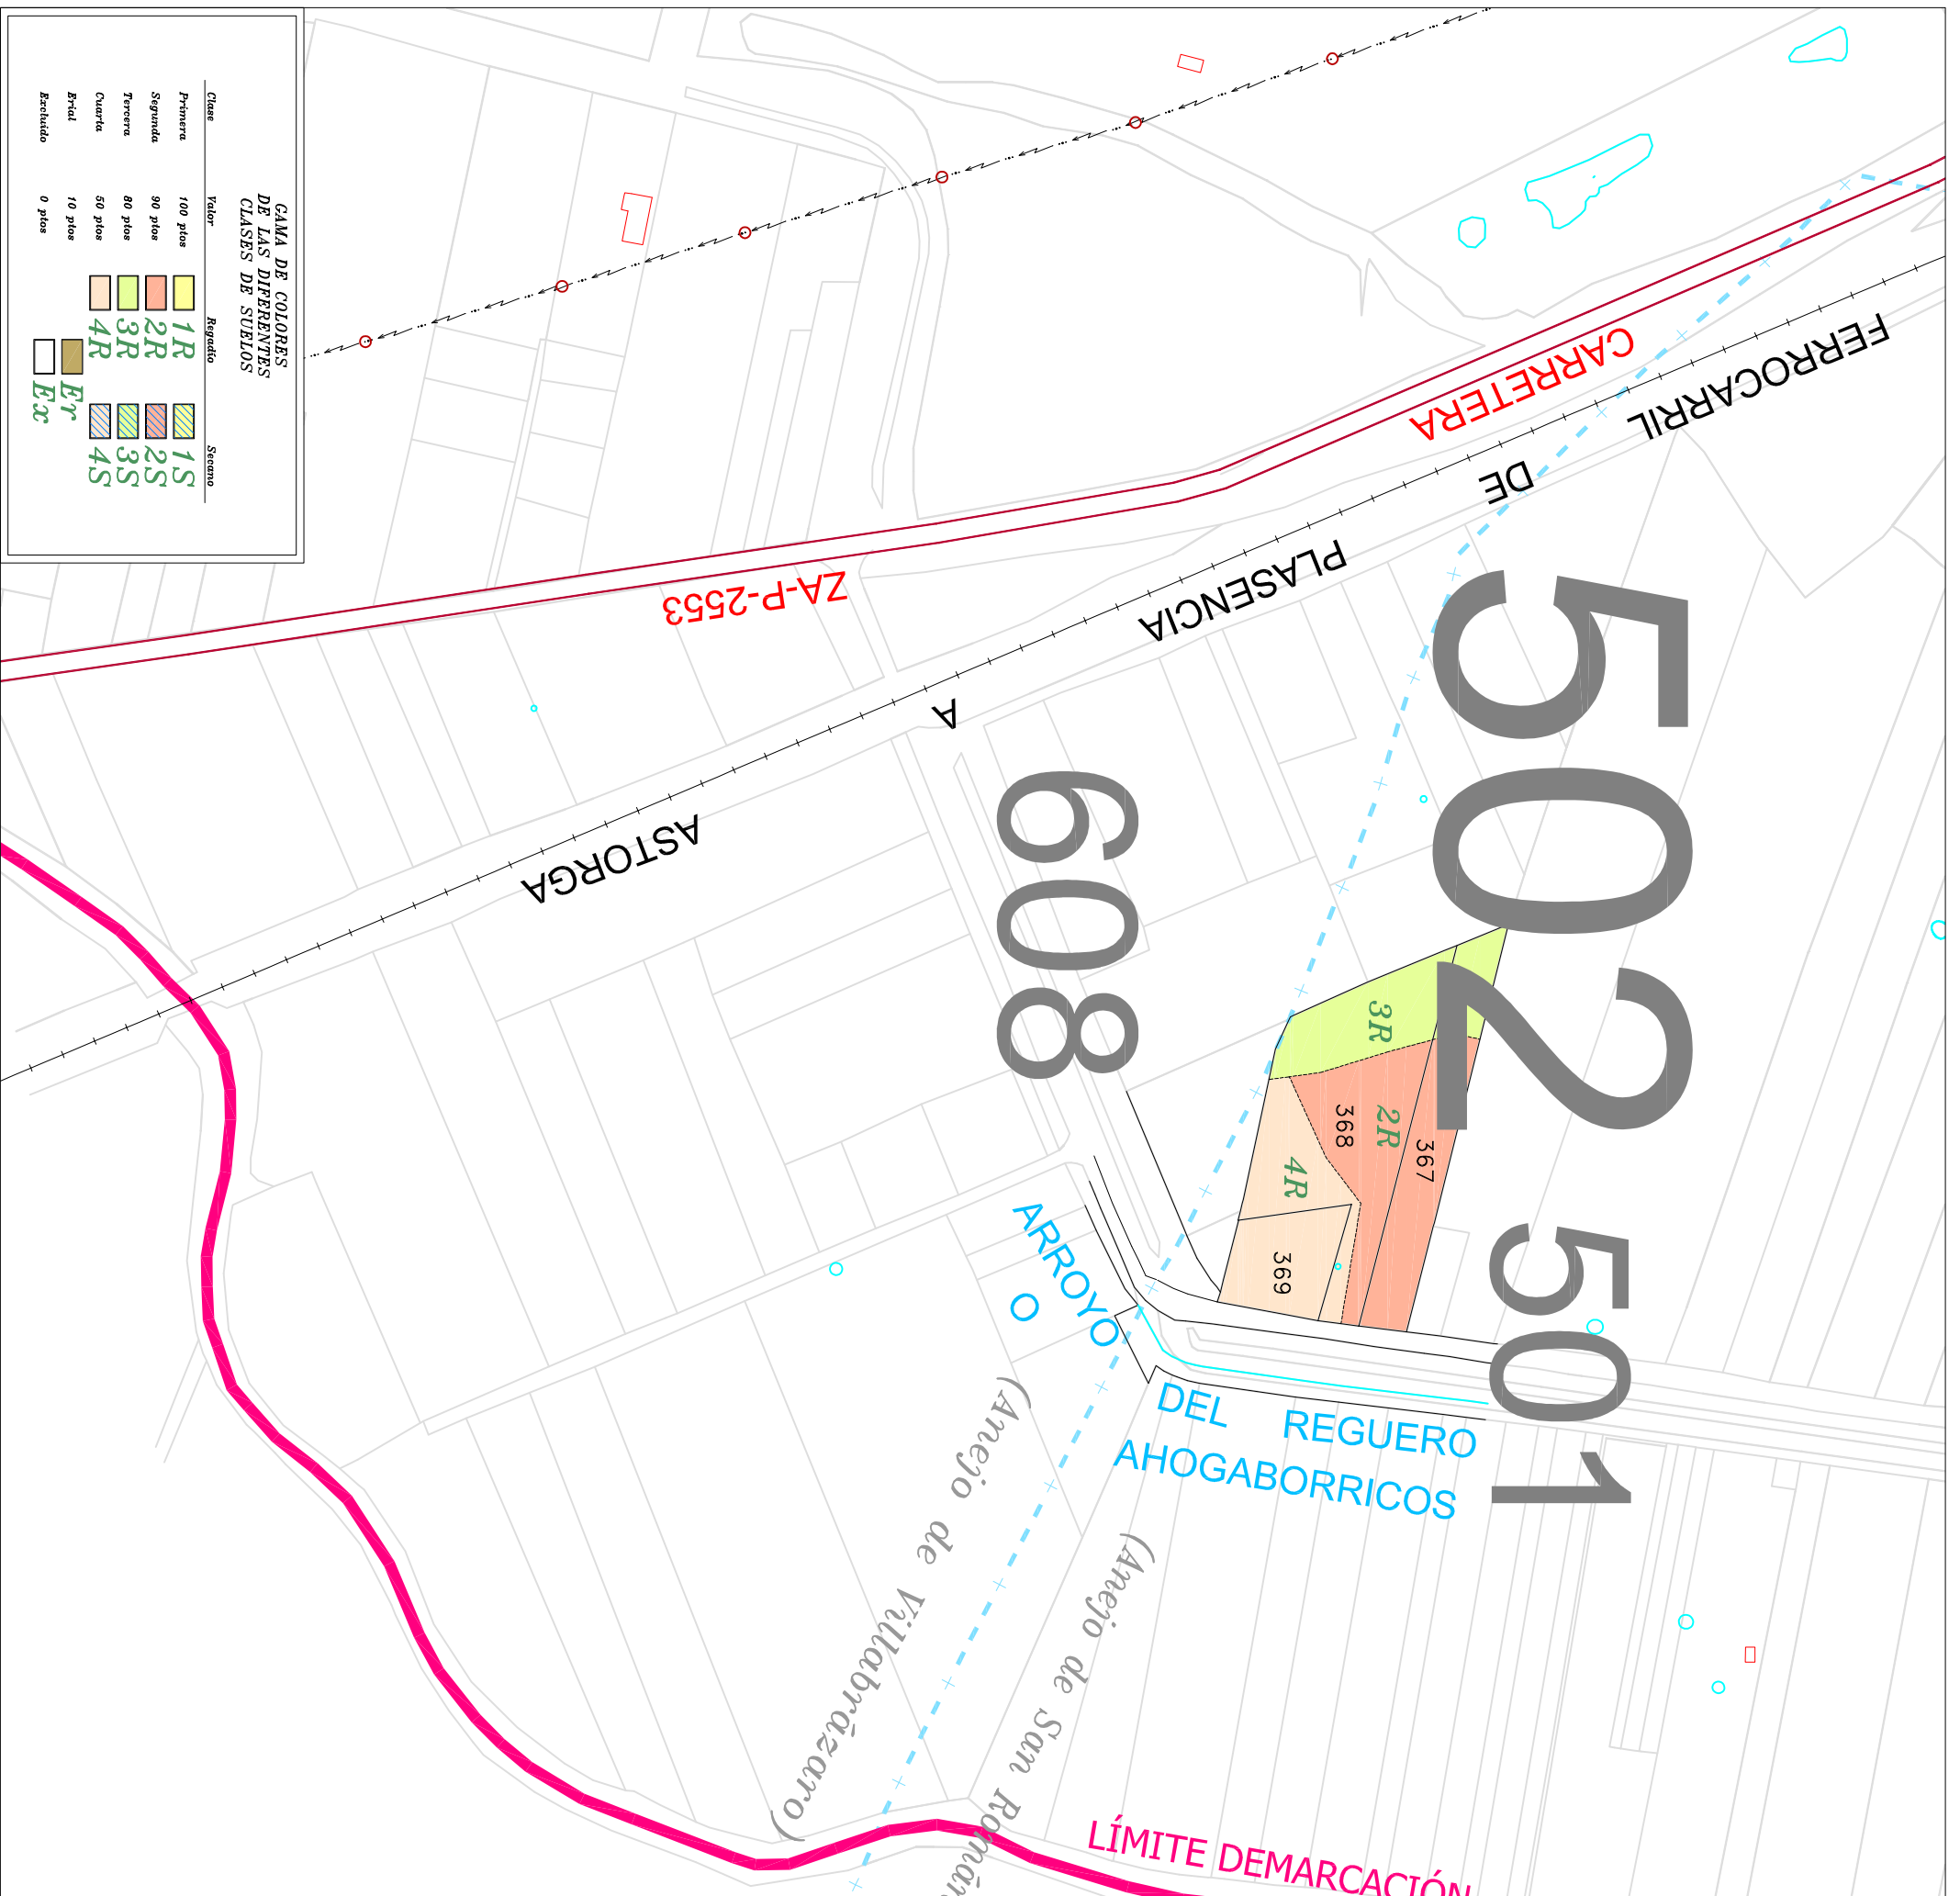 GAMA DE COLORES
DE LAS DIFERENTES
CLASES DE SUELOS
Clase Valor Regadío Secano
Primera 100 ptos 1R 1S
Segunda 90 ptos 2R 2S
Tercera 80 ptos 3R 3S
Cuarta 50 ptos 4R 4S
Erial 10 ptos Er
Excluido 0 ptos Ex
CARRETERA
ZA-P-2553
FERROCARRIL
DE
PLASENCIA
A
ASTORGA
502
608
501
3R
2R
4R
367
368
369
ARROYO
O
DEL REGUERO
AHOGABORRICOS
(Anejo de Villabrázaro)
(Anejo de San Román
LÍMITE DEMARCACIÓN